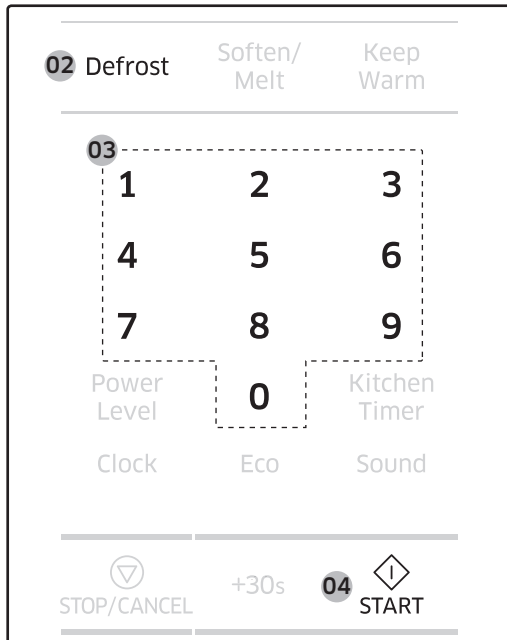 02 Defrost Soften/ Keep
Melt Warm
03
1 2 3
4 5 6
7 8 9
Power 0 Kitchen
Level Timer
Clock Eco Sound
STOP/CANCEL +30s 04 START